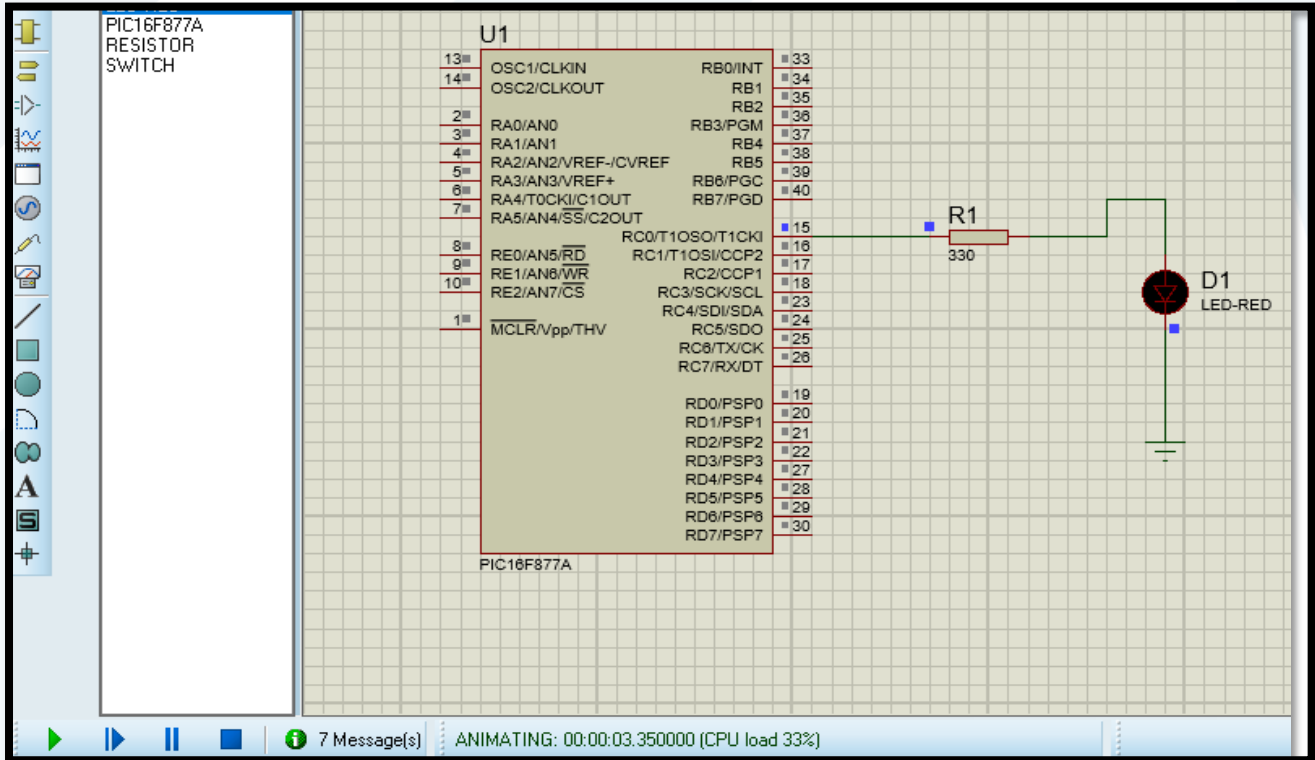 PIC16F877A
RESISTOR
SWITCH
A
S
U1
13 OSC1/CLKIN
14 OSC2/CLKOUT
2 RA0/AN0
3 RA1/AN1
4 RA2/AN2/VREF-/CVREF
5 RA3/AN3/VREF+
6 RA4/T0CKI/C1OUT
7 RA5/AN4/SS/C2OUT
8 RE0/AN5/RD
9 RE1/AN6/WR
10 RE2/AN7/CS
1 MCLR/Vpp/THV
RB0/INT 33
RB1 34
RB2 35
RB3/PGM 36
RB4 37
RB5 38
RB6/PGC 39
RB7/PGD 40
RC0/T1OSO/T1CKI 15
RC1/T1OSI/CCP2 16
RC2/CCP1 17
RC3/SCK/SCL 18
RC4/SDI/SDA 23
RC5/SDO 24
RC6/TX/CK 25
RC7/RX/DT 26
RD0/PSP0 19
RD1/PSP1 20
RD2/PSP2 21
RD3/PSP3 22
RD4/PSP4 27
RD5/PSP5 28
RD6/PSP6 29
RD7/PSP7 30
PIC16F877A
R1
330
D1
LED-RED
7 Message(s)
ANIMATING: 00:00:03.350000 (CPU load 33%)